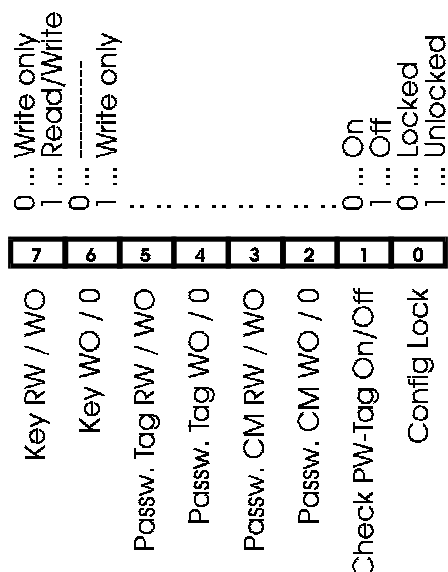 0 ... Write only
1 ... Read/Write
0 ... ----------
1 ... Write only
0 ... On
1 ... Off
0 ... Locked
1 ... Unlocked
7 6 5 4 3 2 1 0
Key RW / WO
Key WO / 0
Passw. Tag RW / WO
Passw. Tag WO / 0
Passw. CM RW / WO
Passw. CM WO / 0
Check PW-Tag On/Off
Config Lock